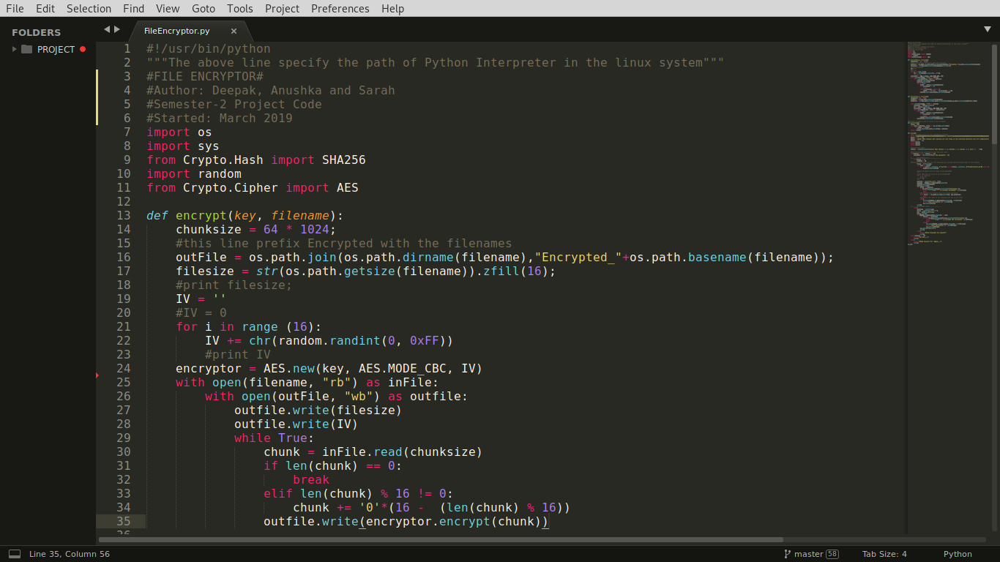 File Edit Selection Find View Goto Tools Project Preferences Help
FOLDERS
PROJECT
FileEncryptor.py ×
1 #!/usr/bin/python
2 """The above line specify the path of Python Interpreter in the linux system"""
3 #FILE ENCRYPTOR#
4 #Author: Deepak, Anushka and Sarah
5 #Semester-2 Project Code
6 #Started: March 2019
7 import os
8 import sys
9 from Crypto.Hash import SHA256
10 import random
11 from Crypto.Cipher import AES
12
13 def encrypt(key, filename):
14     chunksize = 64 * 1024;
15     #this line prefix Encrypted with the filenames
16     outFile = os.path.join(os.path.dirname(filename),"Encrypted_"+os.path.basename(filename));
17     filesize = str(os.path.getsize(filename)).zfill(16);
18     #print filesize;
19     IV = ''
20     #IV = 0
21     for i in range (16):
22         IV += chr(random.randint(0, 0xFF))
23         #print IV
24     encryptor = AES.new(key, AES.MODE_CBC, IV)
25     with open(filename, "rb") as inFile:
26         with open(outFile, "wb") as outfile:
27             outfile.write(filesize)
28             outfile.write(IV)
29             while True:
30                 chunk = inFile.read(chunksize)
31                 if len(chunk) == 0:
32                     break
33                 elif len(chunk) % 16 != 0:
34                     chunk += '0'*(16 -  (len(chunk) % 16))
35                 outfile.write(encryptor.encrypt(chunk))
Line 35, Column 56
master 58
Tab Size: 4
Python